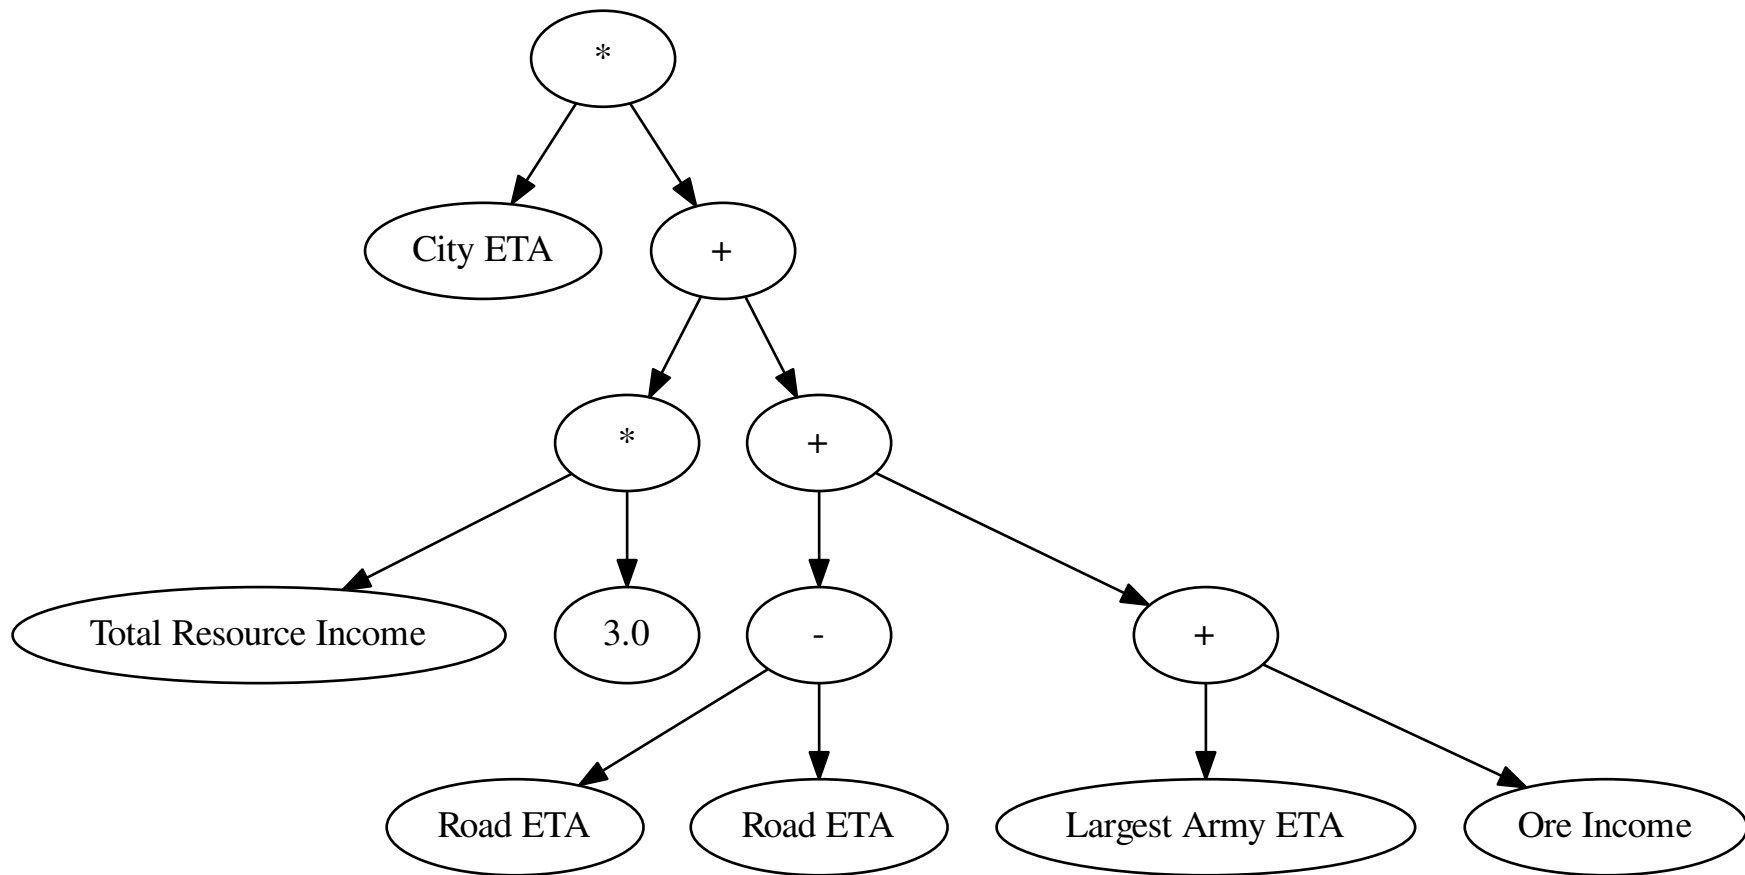 *
City ETA
+
*
+
Total Resource Income
3.0
-
+
Road ETA
Road ETA
Largest Army ETA
Ore Income